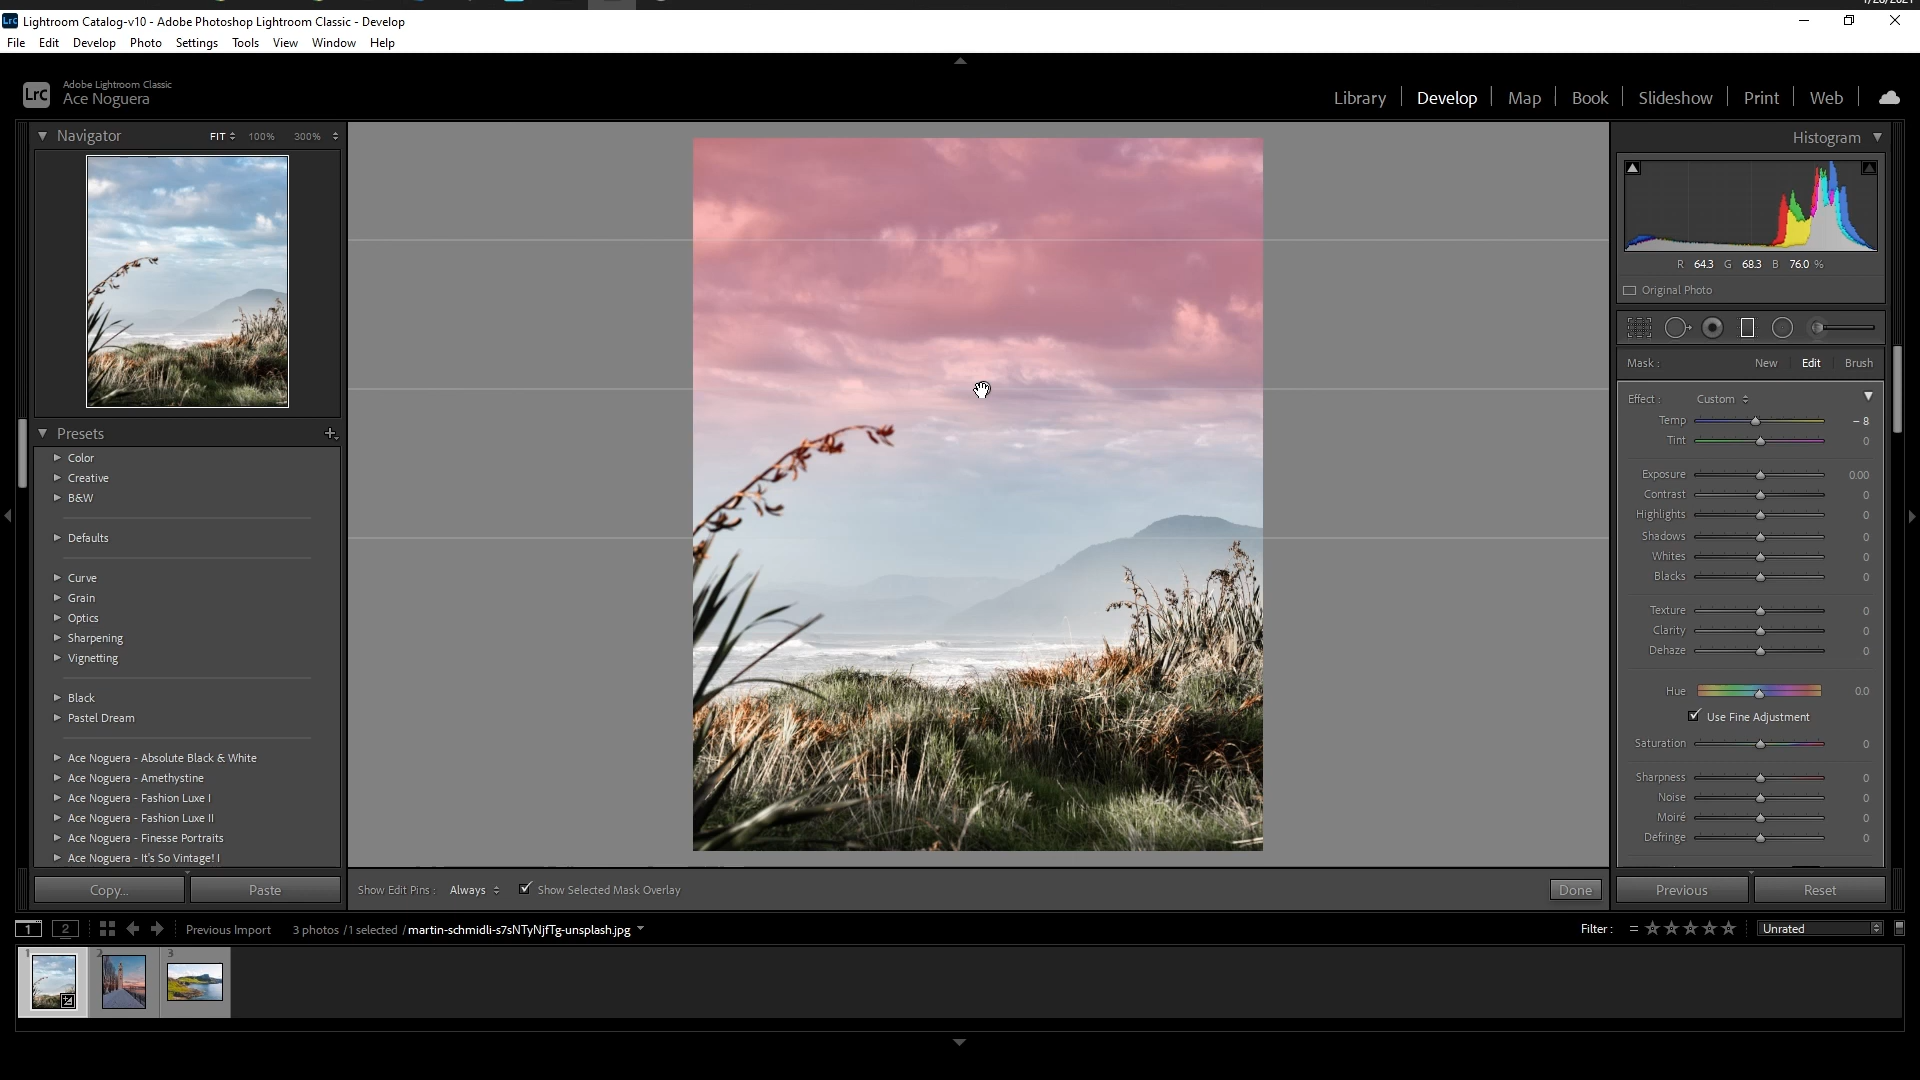 Lightroom Catalog-v10 - Adobe Photoshop Lightroom Classic - Develop
File Edit Develop Photo Settings Tools View Window Help
LrC
Adobe Lightroom Classic
Ace Noguera
Library Develop Map Book Slideshow Print Web
Navigator FIT 100% 300%
Histogram
R 64.3 G 68.3 B 76.0 %
Original Photo
Mask : New Edit Brush
Effect : Custom
Temp – 8
Tint 0
Exposure 0.00
Contrast 0
Highlights 0
Shadows 0
Whites 0
Blacks 0
Texture 0
Clarity 0
Dehaze 0
Hue 0.0
Use Fine Adjustment
Saturation 0
Sharpness 0
Noise 0
Moiré 0
Defringe 0
Presets
Color
Creative
B&W
Defaults
Curve
Grain
Optics
Sharpening
Vignetting
Black
Pastel Dream
Ace Noguera - Absolute Black & White
Ace Noguera - Amethystine
Ace Noguera - Fashion Luxe I
Ace Noguera - Fashion Luxe II
Ace Noguera - Finesse Portraits
Ace Noguera - It's So Vintage! I
Copy... Paste
Show Edit Pins : Always Show Selected Mask Overlay Done
Previous Reset
1 2 Previous Import 3 photos / 1 selected / martin-schmidli-s7sNTyNjfTg-unsplash.jpg
Filter : Unrated
1 2 3